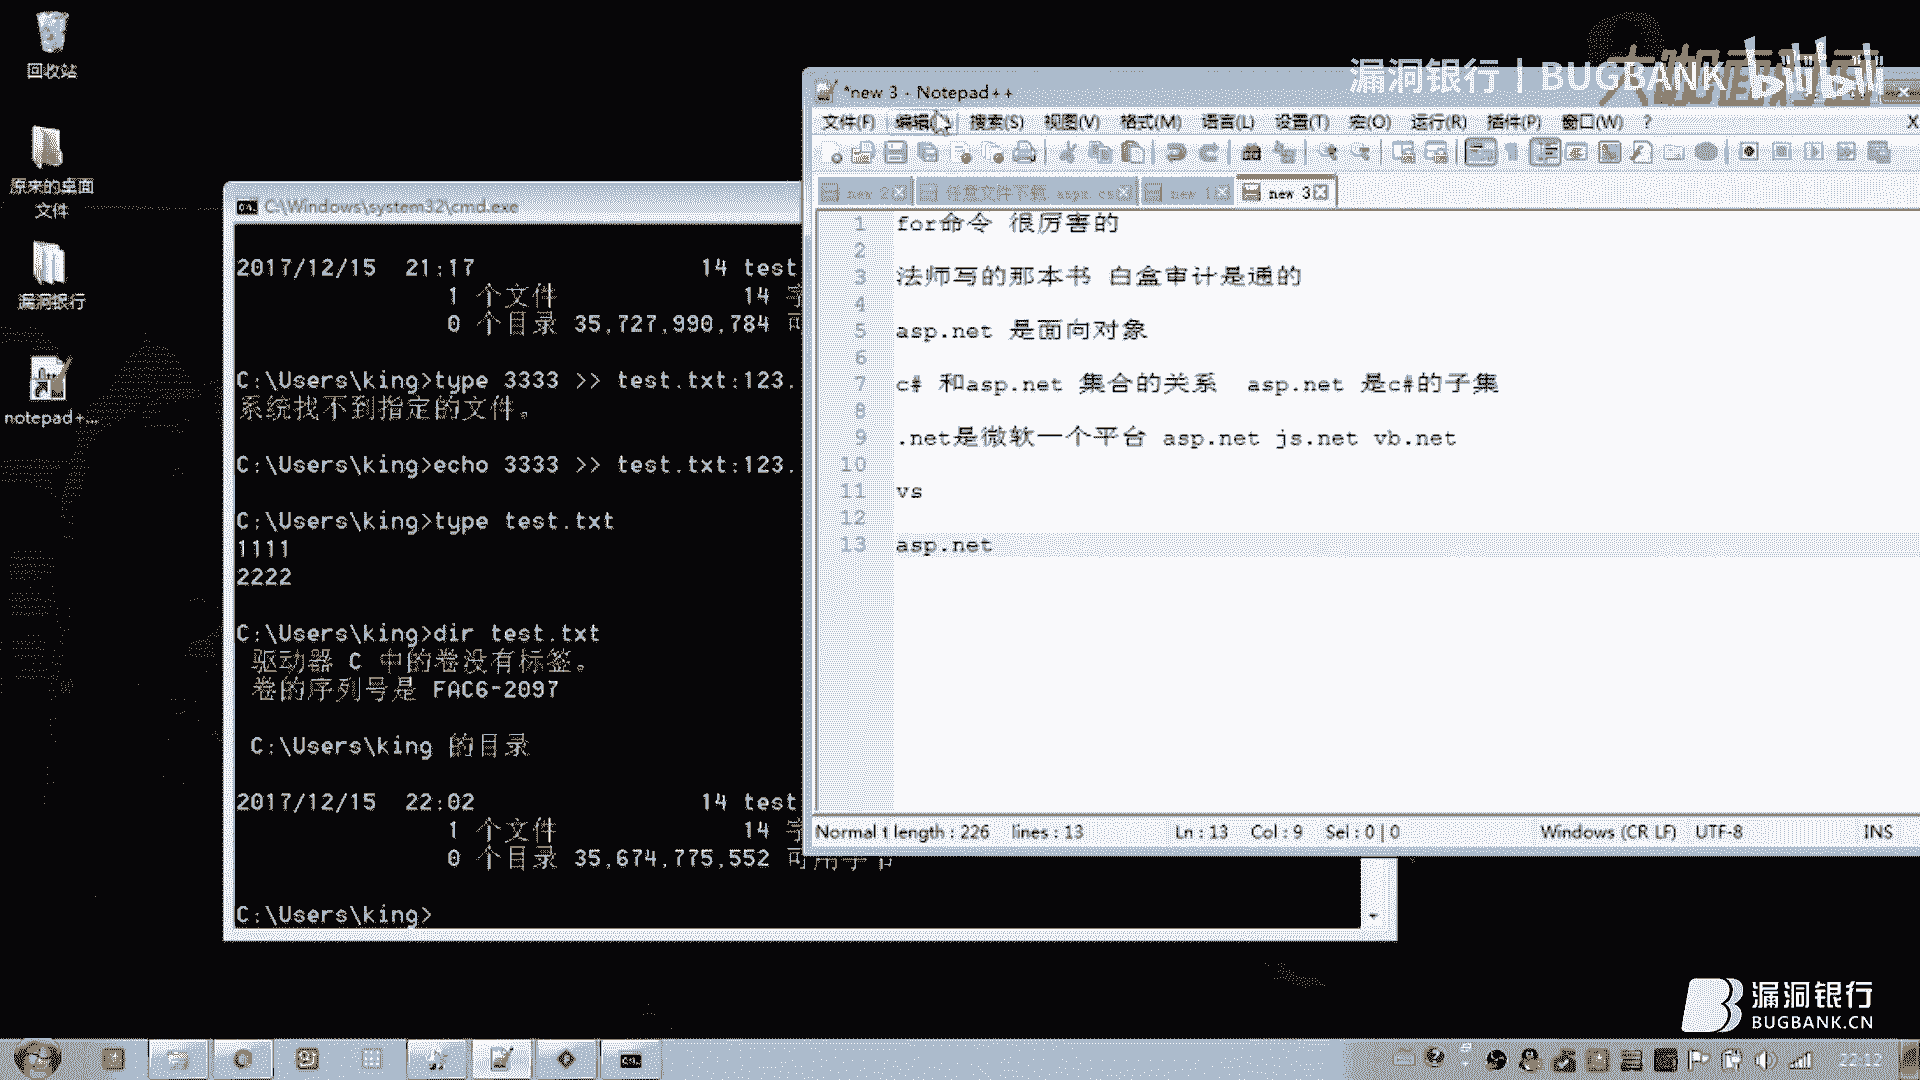 回收站
原来的桌面
文件
漏洞银行
notepad+...
漏洞银行 | BUGBANK
bilibili
C:\Windows\system32\cmd.exe
2017/12/15 21:17 14 test
1 个文件 14 字
0 个目录 35,727,990,784 可
C:\Users\king>type 3333 >> test.txt:123.
系统找不到指定的文件。
C:\Users\king>echo 3333 >> test.txt:123.
C:\Users\king>type test.txt
1111
2222
C:\Users\king>dir test.txt
驱动器 C 中的卷没有标签。
卷的序列号是 FAC6-2097
C:\Users\king 的目录
2017/12/15 22:02 14 test
1 个文件 14 字
0 个目录 35,674,775,552 可用字节
C:\Users\king>
*new 3 - Notepad++
文件(F) 编辑 搜索(S) 视图(V) 格式(M) 语言(L) 设置(T) 宏(O) 运行(R) 插件(P) 窗口(W) ? X
new 2 任意文件下载 aspx cs new 1 new 3
1 for命令 很厉害的
2
3 法师写的那本书 白盒审计是通的
4
5 asp.net 是面向对象
6
7 c# 和asp.net 集合的关系 asp.net 是c#的子集
8
9 .net是微软一个平台 asp.net js.net vb.net
10
11 vs
12
13 asp.net
Normal t length : 226 lines : 13 Ln : 13 Col : 9 Sel : 0 | 0 Windows (CR LF) UTF-8 INS
漏洞银行
BUGBANK.CN
22:12